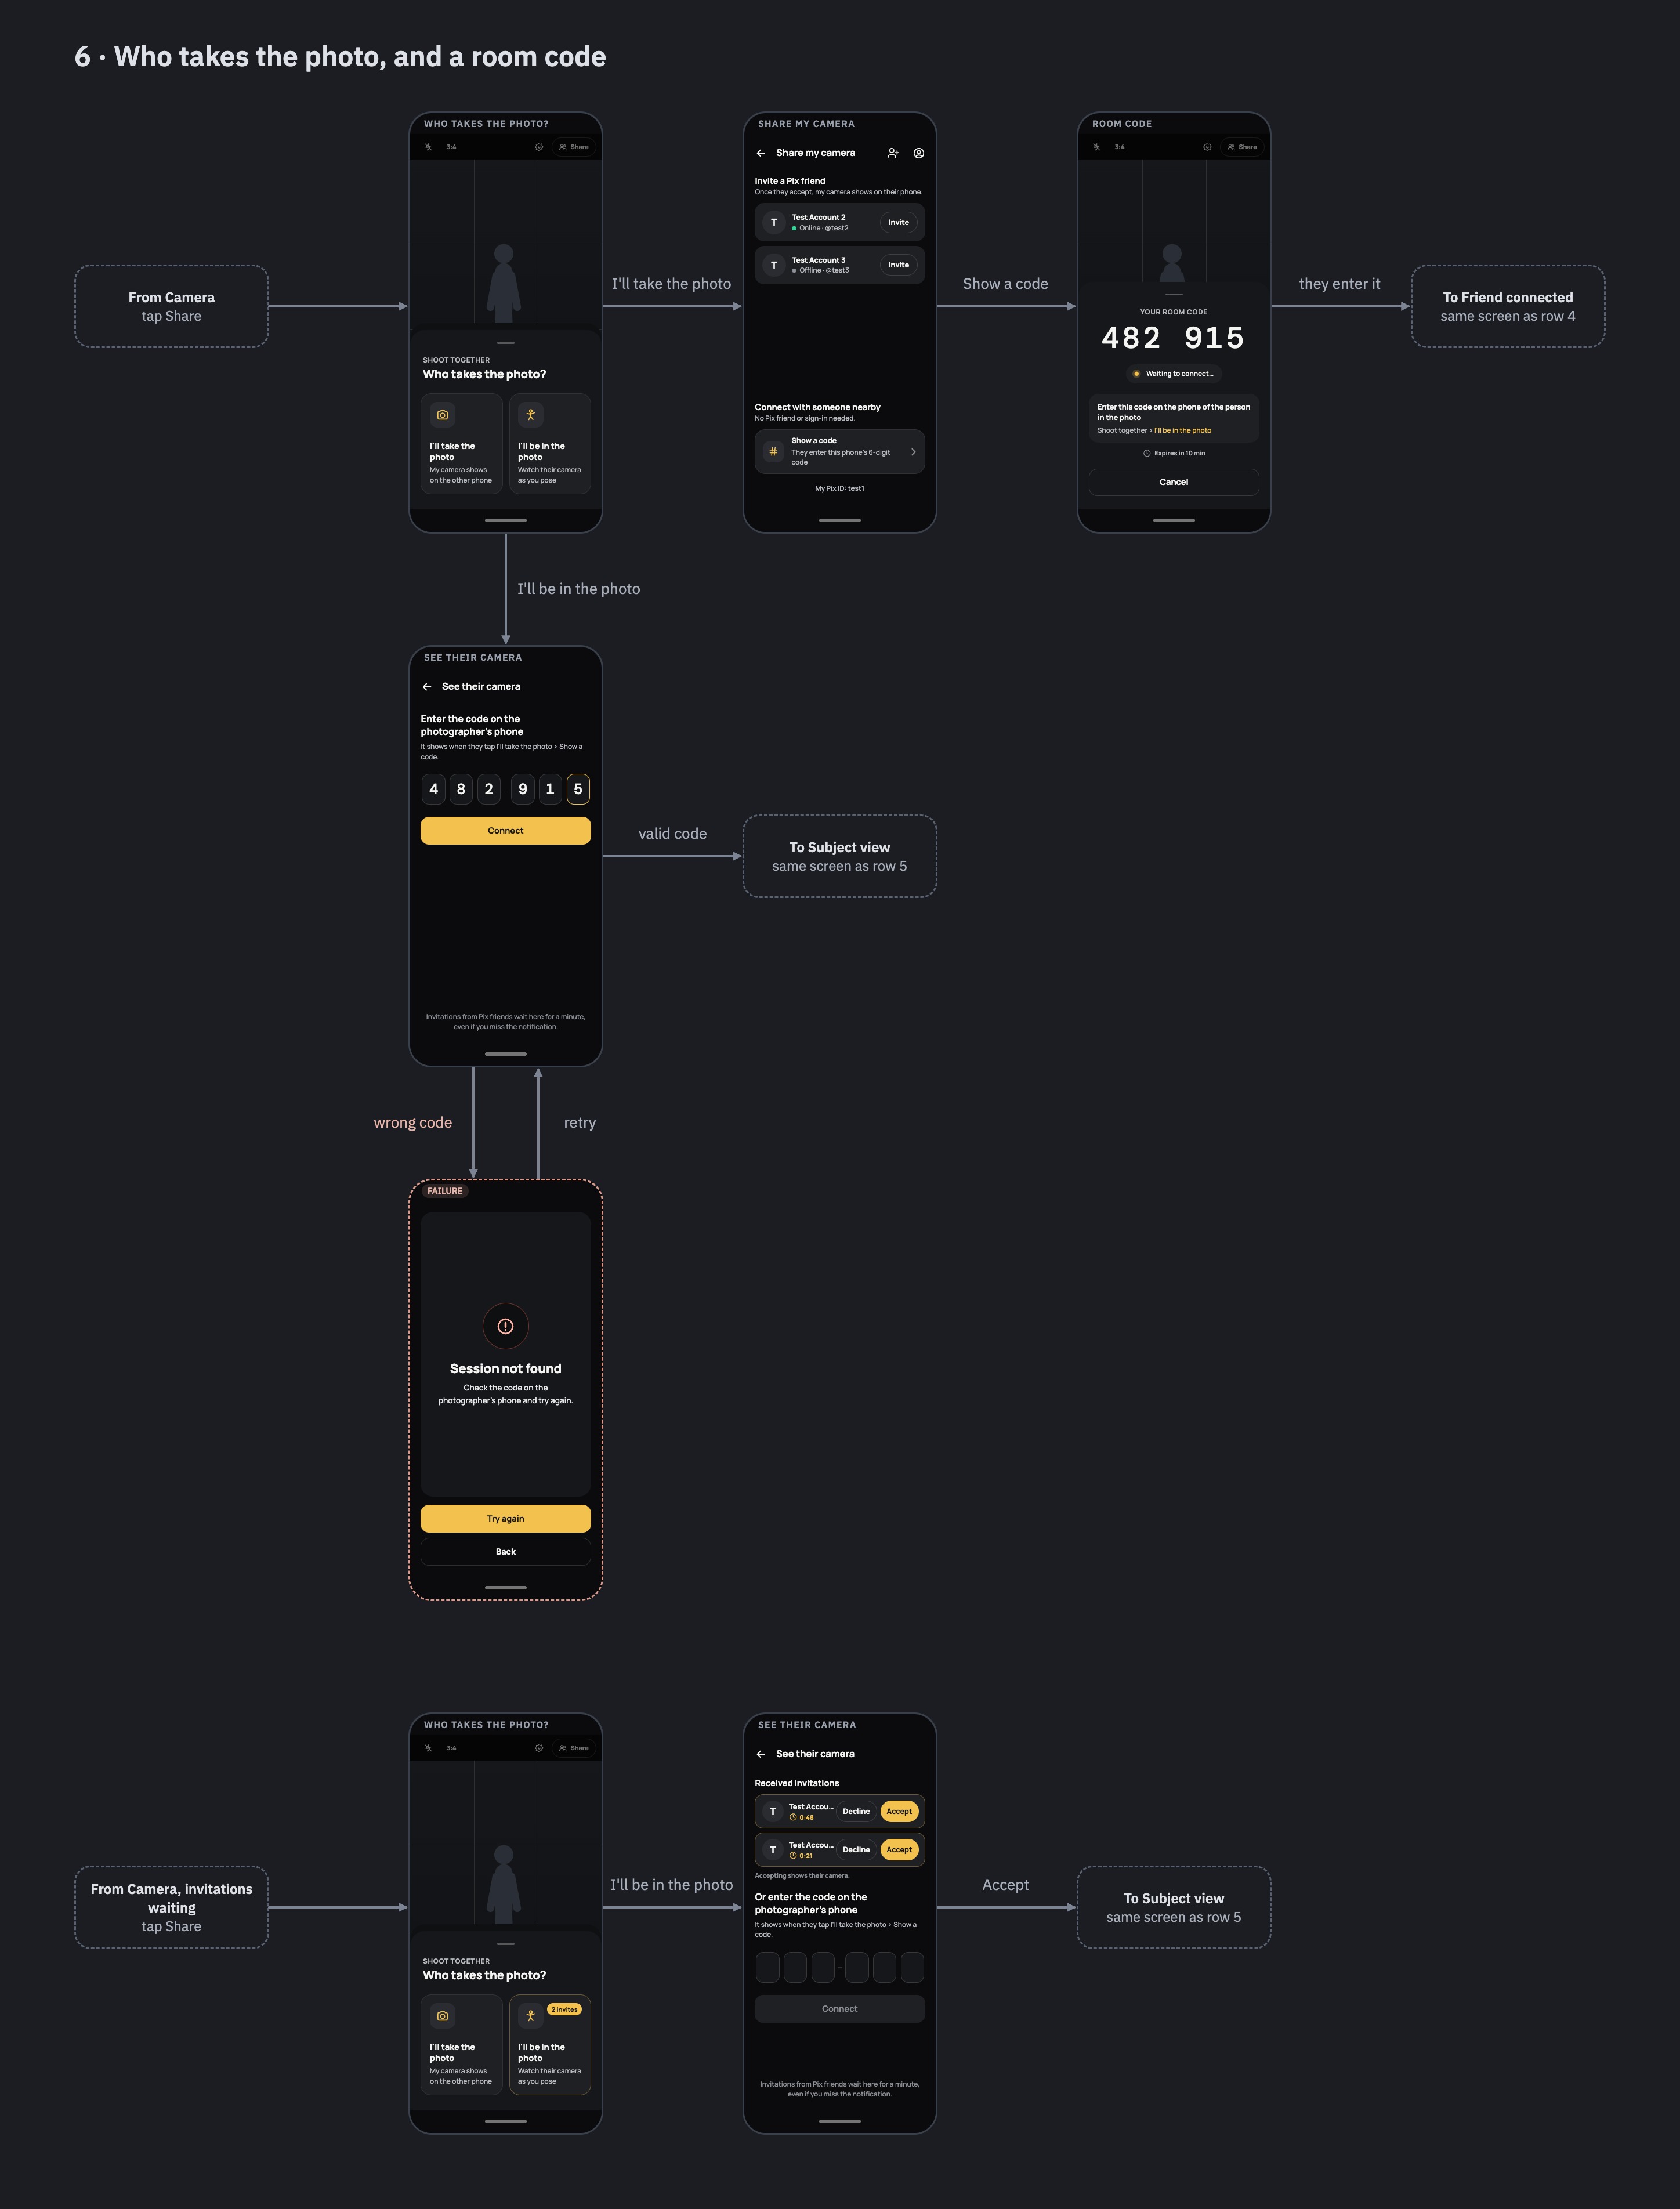 6 · Who takes the photo, and a room code
WHO TAKES THE PHOTO?
3:4
Share
SHOOT TOGETHER
Who takes the photo?
I'll take the
photo
My camera shows
on the other phone
I'll be in the
photo
Watch their camera
as you pose
From Camera
tap Share
I'll take the photo
SHARE MY CAMERA
Share my camera
Invite a Pix friend
Once they accept, my camera shows on their phone.
T
Test Account 2
Online · @test2
Invite
T
Test Account 3
Offline · @test3
Invite
Connect with someone nearby
No Pix friend or sign-in needed.
#
Show a code
They enter this phone's 6-digit
code
My Pix ID: test1
Show a code
ROOM CODE
3:4
Share
YOUR ROOM CODE
482 915
Waiting to connect…
Enter this code on the phone of the person
in the photo
Shoot together › I'll be in the photo
Expires in 10 min
Cancel
they enter it
To Friend connected
same screen as row 4
I'll be in the photo
SEE THEIR CAMERA
See their camera
Enter the code on the
photographer's phone
It shows when they tap I'll take the photo › Show a
code.
4 8 2 - 9 1 5
Connect
Invitations from Pix friends wait here for a minute,
even if you miss the notification.
valid code
To Subject view
same screen as row 5
wrong code
retry
FAILURE
Session not found
Check the code on the
photographer's phone and try again.
Try again
Back
From Camera, invitations
waiting
tap Share
WHO TAKES THE PHOTO?
3:4
Share
SHOOT TOGETHER
Who takes the photo?
I'll take the
photo
My camera shows
on the other phone
2 invites
I'll be in the
photo
Watch their camera
as you pose
I'll be in the photo
SEE THEIR CAMERA
See their camera
Received invitations
T
Test Accou…
0:48
Decline
Accept
T
Test Accou…
0:21
Decline
Accept
Accepting shows their camera.
Or enter the code on the
photographer's phone
It shows when they tap I'll take the photo › Show a
code.
-
Connect
Invitations from Pix friends wait here for a minute,
even if you miss the notification.
Accept
To Subject view
same screen as row 5